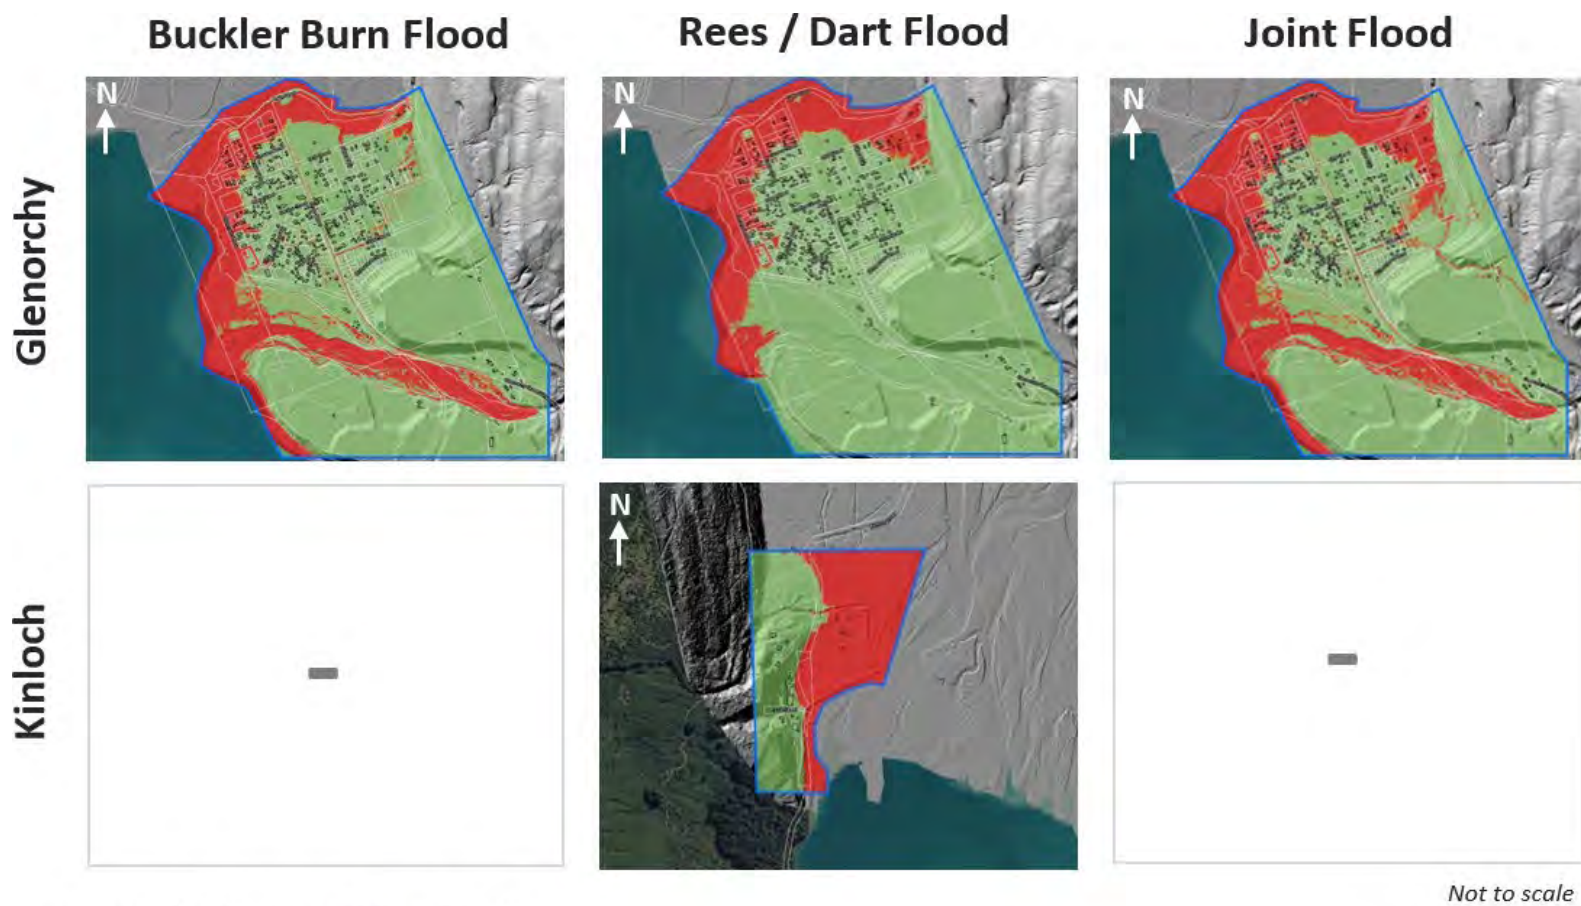 Buckler Burn Flood
Rees / Dart Flood
Joint Flood
Glenorchy
N
N
N
Kinloch
-
N
-
Not to scale